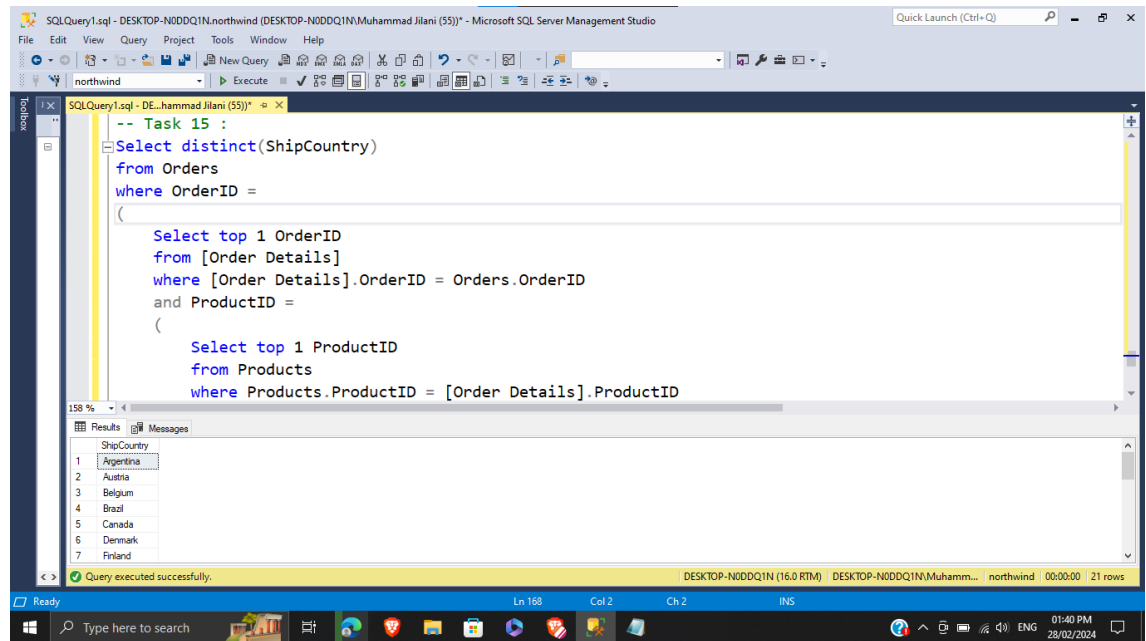 SQLQuery1.sql - DESKTOP-N0DDQ1N.northwind (DESKTOP-N0DDQ1N\Muhammad Jilani (55))* - Microsoft SQL Server Management Studio
Quick Launch (Ctrl+Q)
File Edit View Query Project Tools Window Help
New Query
northwind Execute
Toolbox
SQLQuery1.sql - DE...hammad Jilani (55))*
-- Task 15 :
Select distinct(ShipCountry)
from Orders
where OrderID =
(
Select top 1 OrderID
from [Order Details]
where [Order Details].OrderID = Orders.OrderID
and ProductID =
(
Select top 1 ProductID
from Products
where Products.ProductID = [Order Details].ProductID
158 %
Results Messages
ShipCountry
1 Argentina
2 Austria
3 Belgium
4 Brazil
5 Canada
6 Denmark
7 Finland
Query executed successfully. DESKTOP-N0DDQ1N (16.0 RTM) DESKTOP-N0DDQ1N\Muhamm... northwind 00:00:00 21 rows
Ready Ln 168 Col 2 Ch 2 INS
Type here to search ENG 01:40 PM
28/02/2024